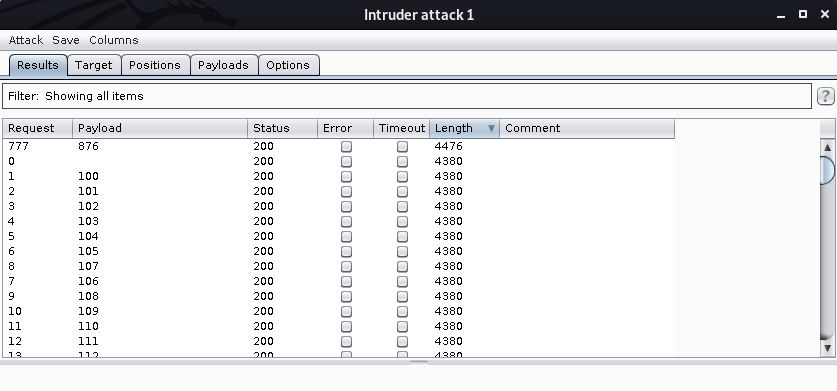 Intruder attack 1
Attack Save Columns
Results Target Positions Payloads Options
Filter: Showing all items ?
Request Payload Status Error Timeout Length Comment
777 876 200 4476
0 200 4380
1 100 200 4380
2 101 200 4380
3 102 200 4380
4 103 200 4380
5 104 200 4380
6 105 200 4380
8 107 200 4380
7 106 200 4380
9 108 200 4380
10 109 200 4380
11 110 200 4380
12 111 200 4380
13 112 200 4380